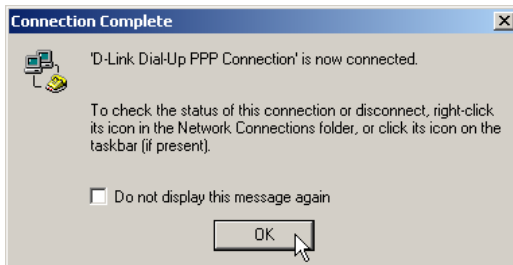 Connection Complete
'D-Link Dial-Up PPP Connection' is now connected.
To check the status of this connection or disconnect, right-click
its icon in the Network Connections folder, or click its icon on the
taskbar (if present).
Do not display this message again
OK